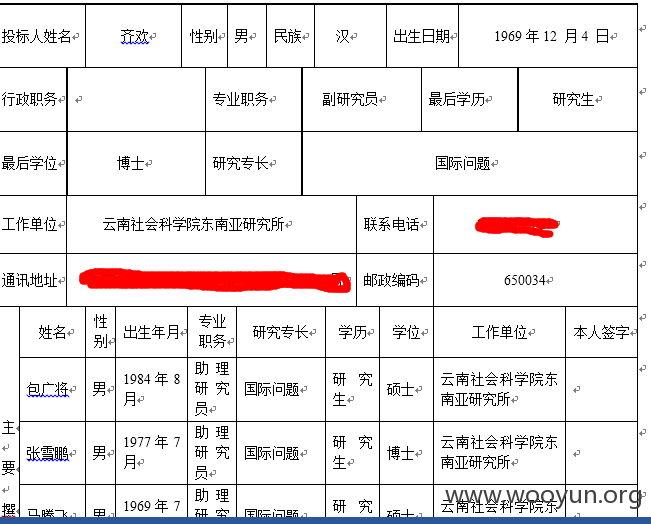 投标人姓名 齐欢 性别 男 民族 汉 出生日期 1969 年 12 月 4 日
行政职务 专业职务 副研究员 最后学历 研究生
最后学位 博士 研究专长 国际问题
工作单位 云南社会科学院东南亚研究所 联系电话
通讯地址 邮政编码 650034
姓名 性别 出生年月 专业职务 研究专长 学历 学位 工作单位 本人签字
包广将 男 1984 年 8 月 助理研究员 国际问题 研究生 硕士 云南社会科学院东南亚研究所
主要撰
张雪鹏 男 1977 年 7 月 助理研究员 国际问题 研究生 博士 云南社会科学院东南亚研究所
马腾飞 男 1969 年 7 助理 国际问题 研究 硕士 云南社会科学院东
www.wooyun.org